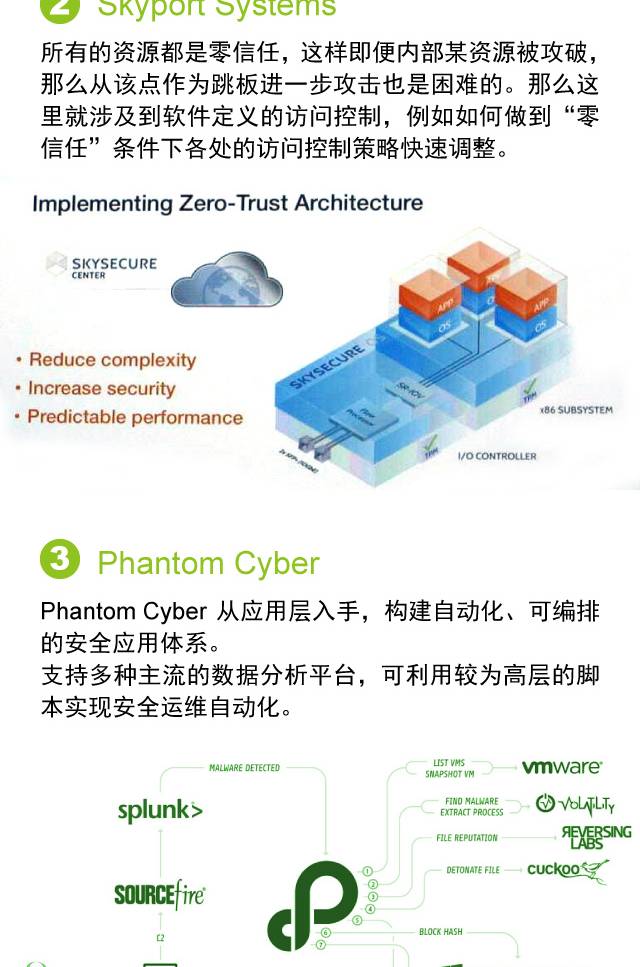 2 Skyport Systems
所有的资源都是零信任，这样即便内部某资源被攻破，
那么从该点作为跳板进一步攻击也是困难的。那么这
里就涉及到软件定义的访问控制，例如如何做到“零
信任”条件下各处的访问控制策略快速调整。
Implementing Zero-Trust Architecture
SKYSECURE
CENTER
• Reduce complexity
• Increase security
• Predictable performance
APP
OS
APP
OS
APP
OS
SKYSECURE
SR-IOV
Flow
Processor
TPM
x86 SUBSYSTEM
TPM
I/O CONTROLLER
3 Phantom Cyber
Phantom Cyber 从应用层入手，构建自动化、可编排
的安全应用体系。
支持多种主流的数据分析平台，可利用较为高层的脚
本实现安全运维自动化。
MALWARE DETECTED
LIST VMS
SNAPSHOT VM
vmware
splunk>
FIND MALWARE
EXTRACT PROCESS
VOLATILITY
FILE REPUTATION
REVERSING
LABS
DETONATE FILE
cuckoo
SOURCEfire
1
2
3
4
5
6
7
BLOCK HASH
C2